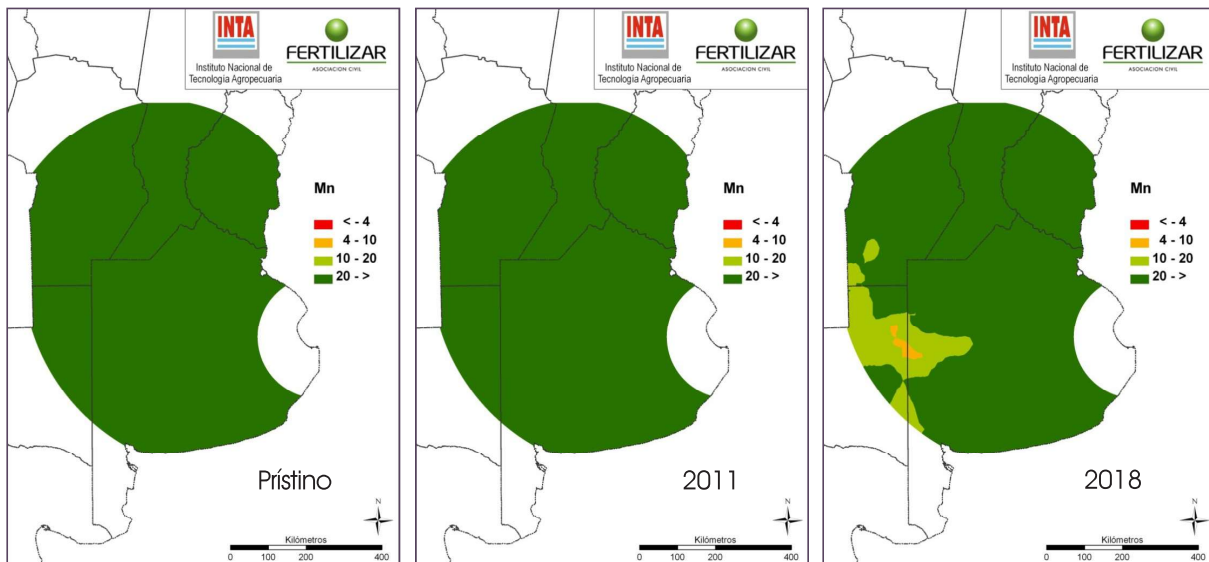 INTA
Instituto Nacional de
Tecnología Agropecuaria
FERTILIZAR
ASOCIACION CIVIL
Mn
< - 4
4 - 10
10 - 20
20 - >
Prístino
N
Kilómetros
0 100 200 400
INTA
Instituto Nacional de
Tecnología Agropecuaria
FERTILIZAR
ASOCIACION CIVIL
Mn
< - 4
4 - 10
10 - 20
20 - >
2011
N
Kilómetros
0 100 200 400
INTA
Instituto Nacional de
Tecnología Agropecuaria
FERTILIZAR
ASOCIACION CIVIL
Mn
< - 4
4 - 10
10 - 20
20 - >
2018
N
Kilómetros
0 100 200 400